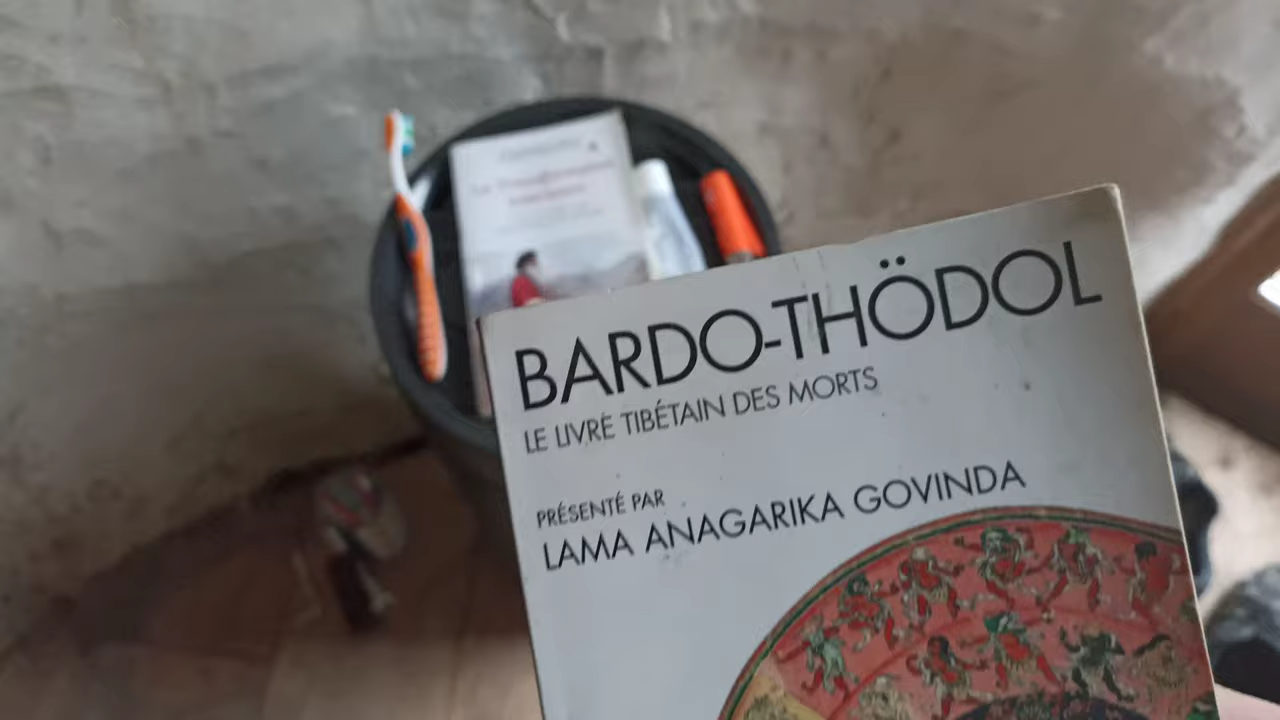 BARDO-THÖDOL
LE LIVRE TIBÉTAIN DES MORTS
PRÉSENTÉ PAR
LAMA ANAGARIKA GOVINDA